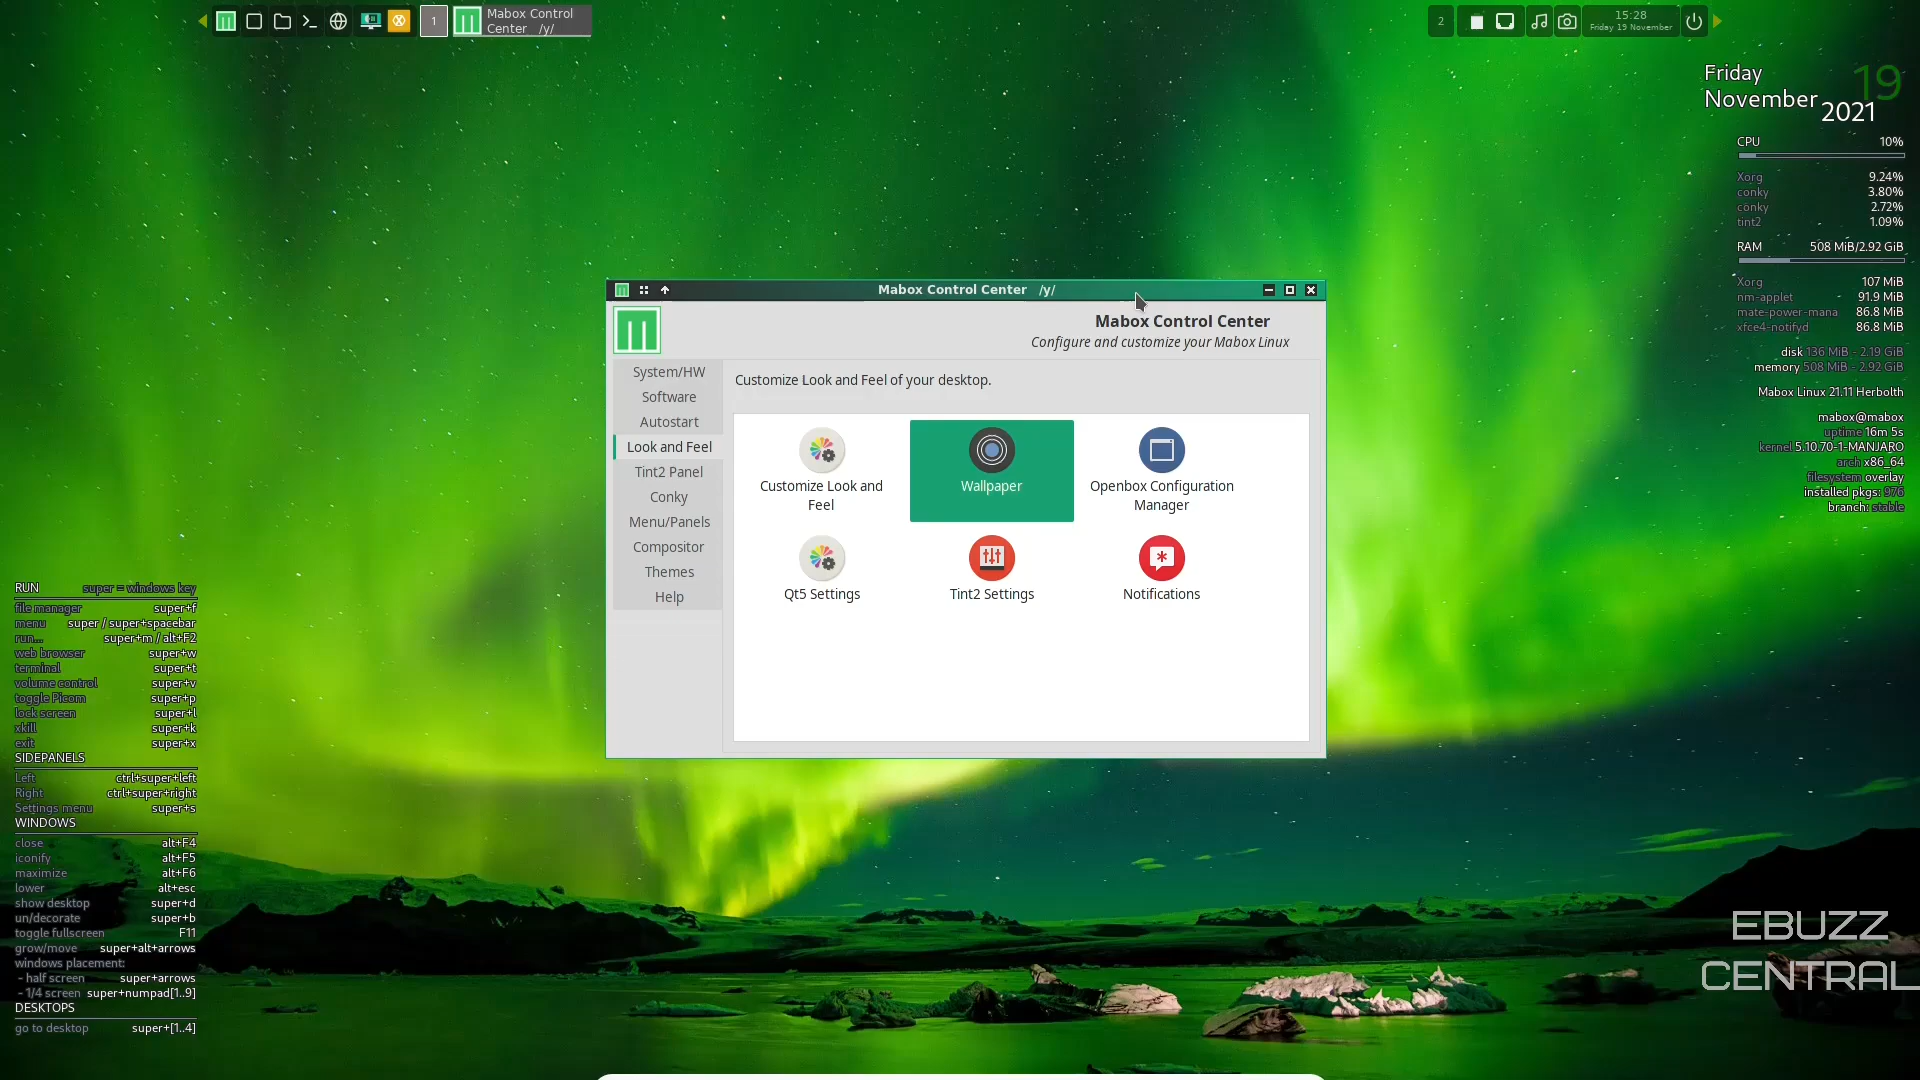 1
Mabox Control
Center /y/
2
15:28
Friday 19 November
Friday
19
November
2021
CPU 10%
Xorg 9.24%
conky 3.80%
conky 2.72%
tint2 1.09%
RAM 508 MiB/2.92 GiB
Xorg 107 MiB
nm-applet 91.9 MiB
mate-power-mana 86.8 MiB
xfce4-notifyd 86.8 MiB
disk 136 MiB - 2.19 GiB
memory 508 MiB - 2.92 GiB
Mabox Linux 21.11 Herbolth
mabox@mabox
uptime 16m 5s
kernel 5.10.70-1-MANJARO
arch x86_64
filesystem overlay
installed pkgs: 976
branch: stable
Mabox Control Center /y/
Mabox Control Center
Configure and customize your Mabox Linux
System/HW
Software
Autostart
Look and Feel
Tint2 Panel
Conky
Menu/Panels
Compositor
Themes
Help
Customize Look and Feel of your desktop.
Customize Look and
Feel
Wallpaper
Openbox Configuration
Manager
Qt5 Settings
Tint2 Settings
Notifications
RUN super = windows key
file manager super+f
menu super / super+spacebar
run... super+m / alt+F2
web browser super+w
terminal super+t
volume control super+v
toggle Picom super+p
lock screen super+l
xkill super+k
exit super+x
SIDEPANELS
Left ctrl+super+left
Right ctrl+super+right
Settings menu super+s
WINDOWS
close alt+F4
iconify alt+F5
maximize alt+F6
lower alt+esc
show desktop super+d
un/decorate super+b
toggle fullscreen F11
grow/move super+alt+arrows
windows placement:
- half screen super+arrows
- 1/4 screen super+numpad[1..9]
DESKTOPS
go to desktop super+[1..4]
EBUZZ
CENTRAL